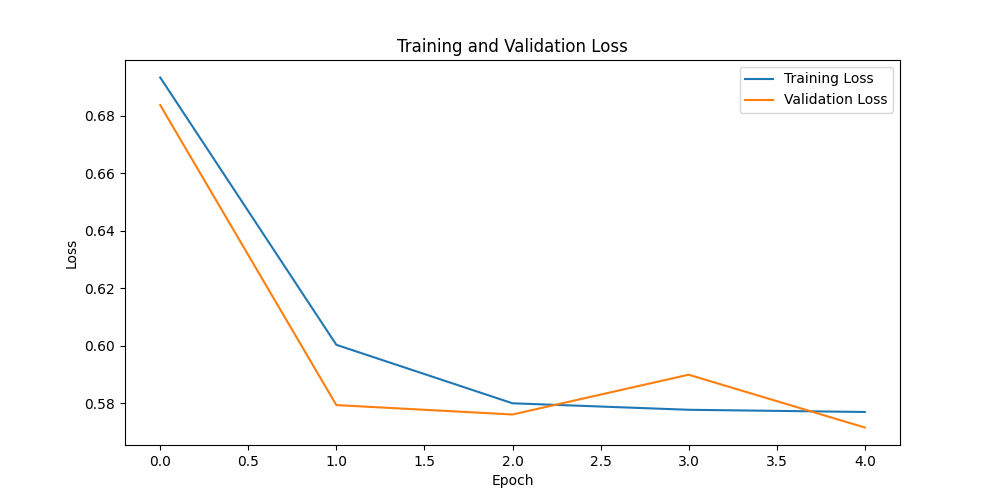 Training and Validation Loss
Training Loss
Validation Loss
Loss
0.68
0.66
0.64
0.62
0.60
0.58
0.0 0.5 1.0 1.5 2.0 2.5 3.0 3.5 4.0
Epoch